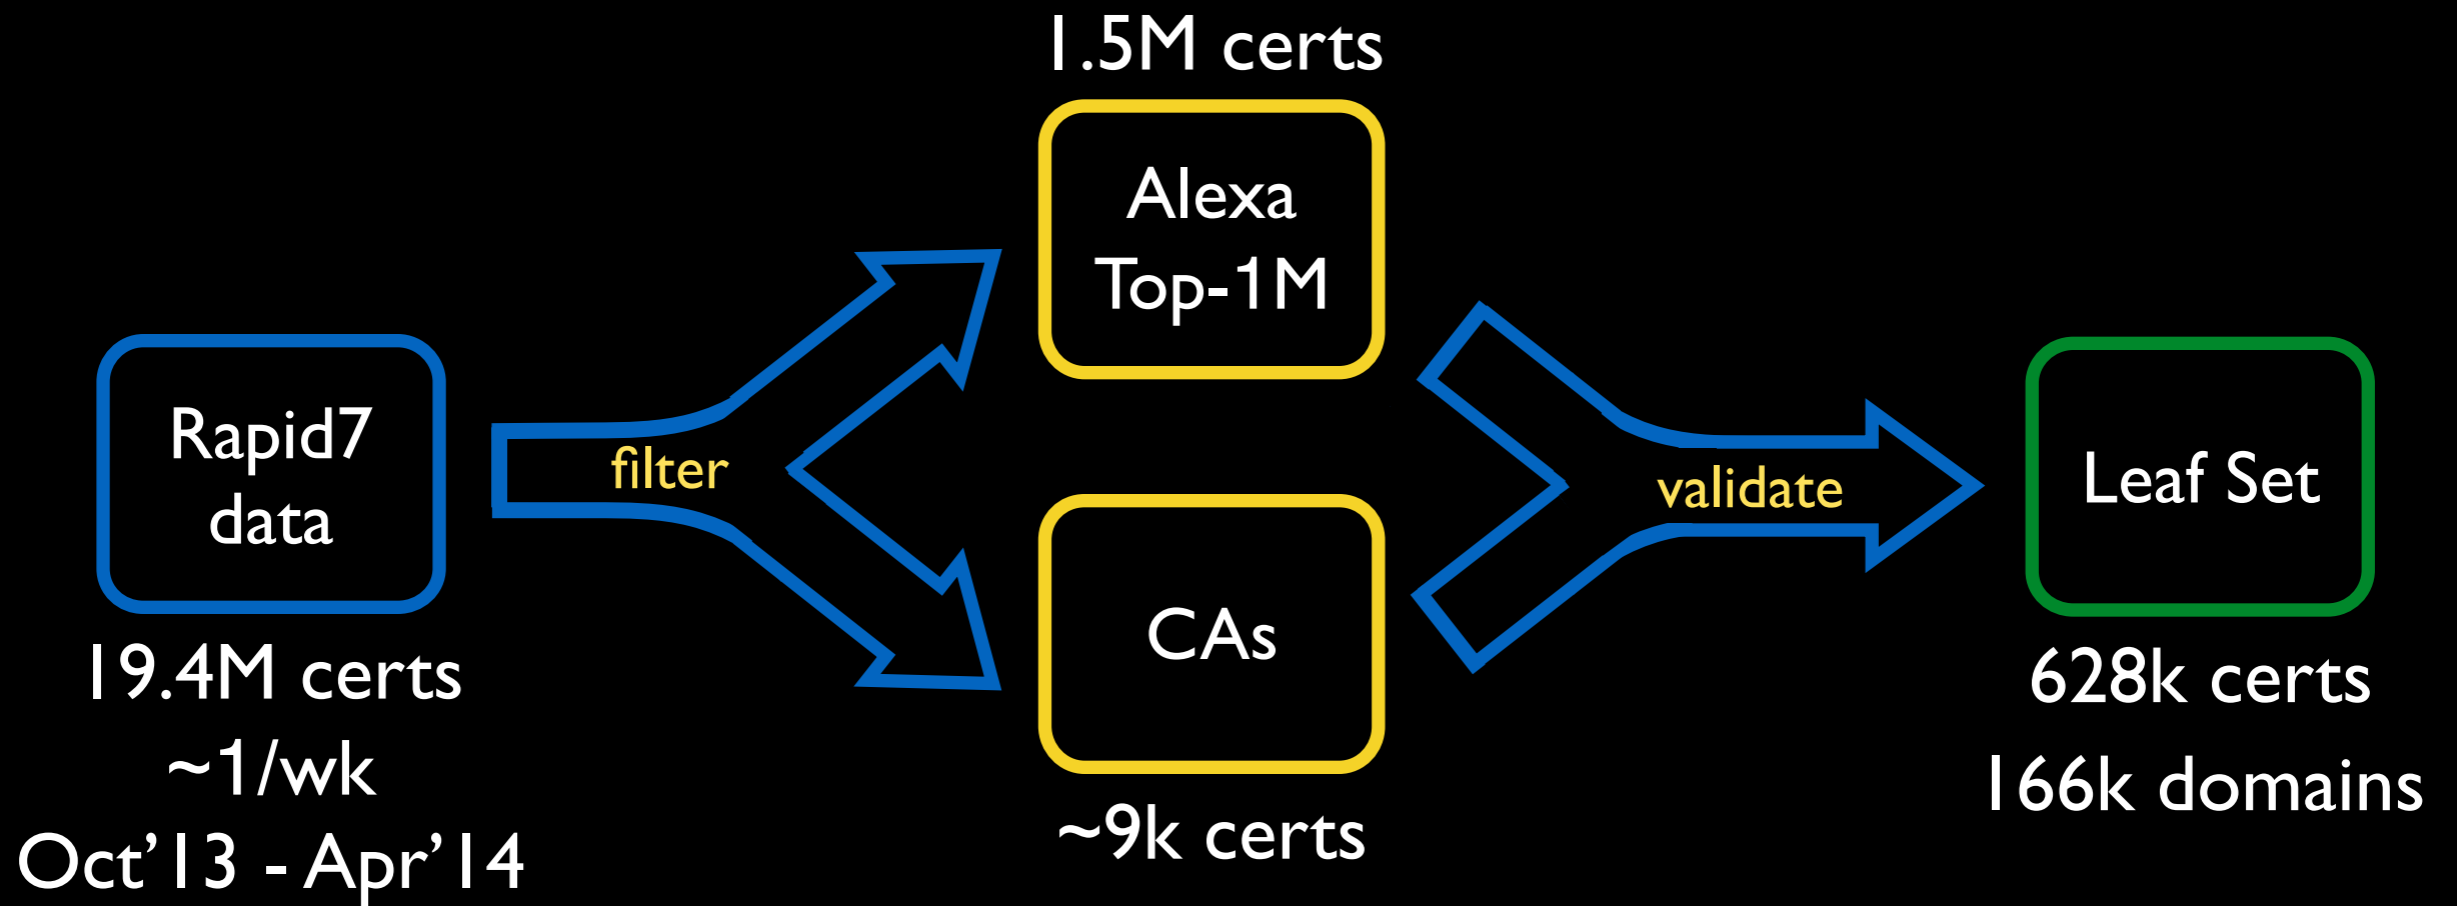 Rapid7
data
19.4M certs
~1/wk
Oct’13 - Apr’14
filter
1.5M certs
Alexa
Top-1M
CAs
~9k certs
validate
Leaf Set
628k certs
166k domains